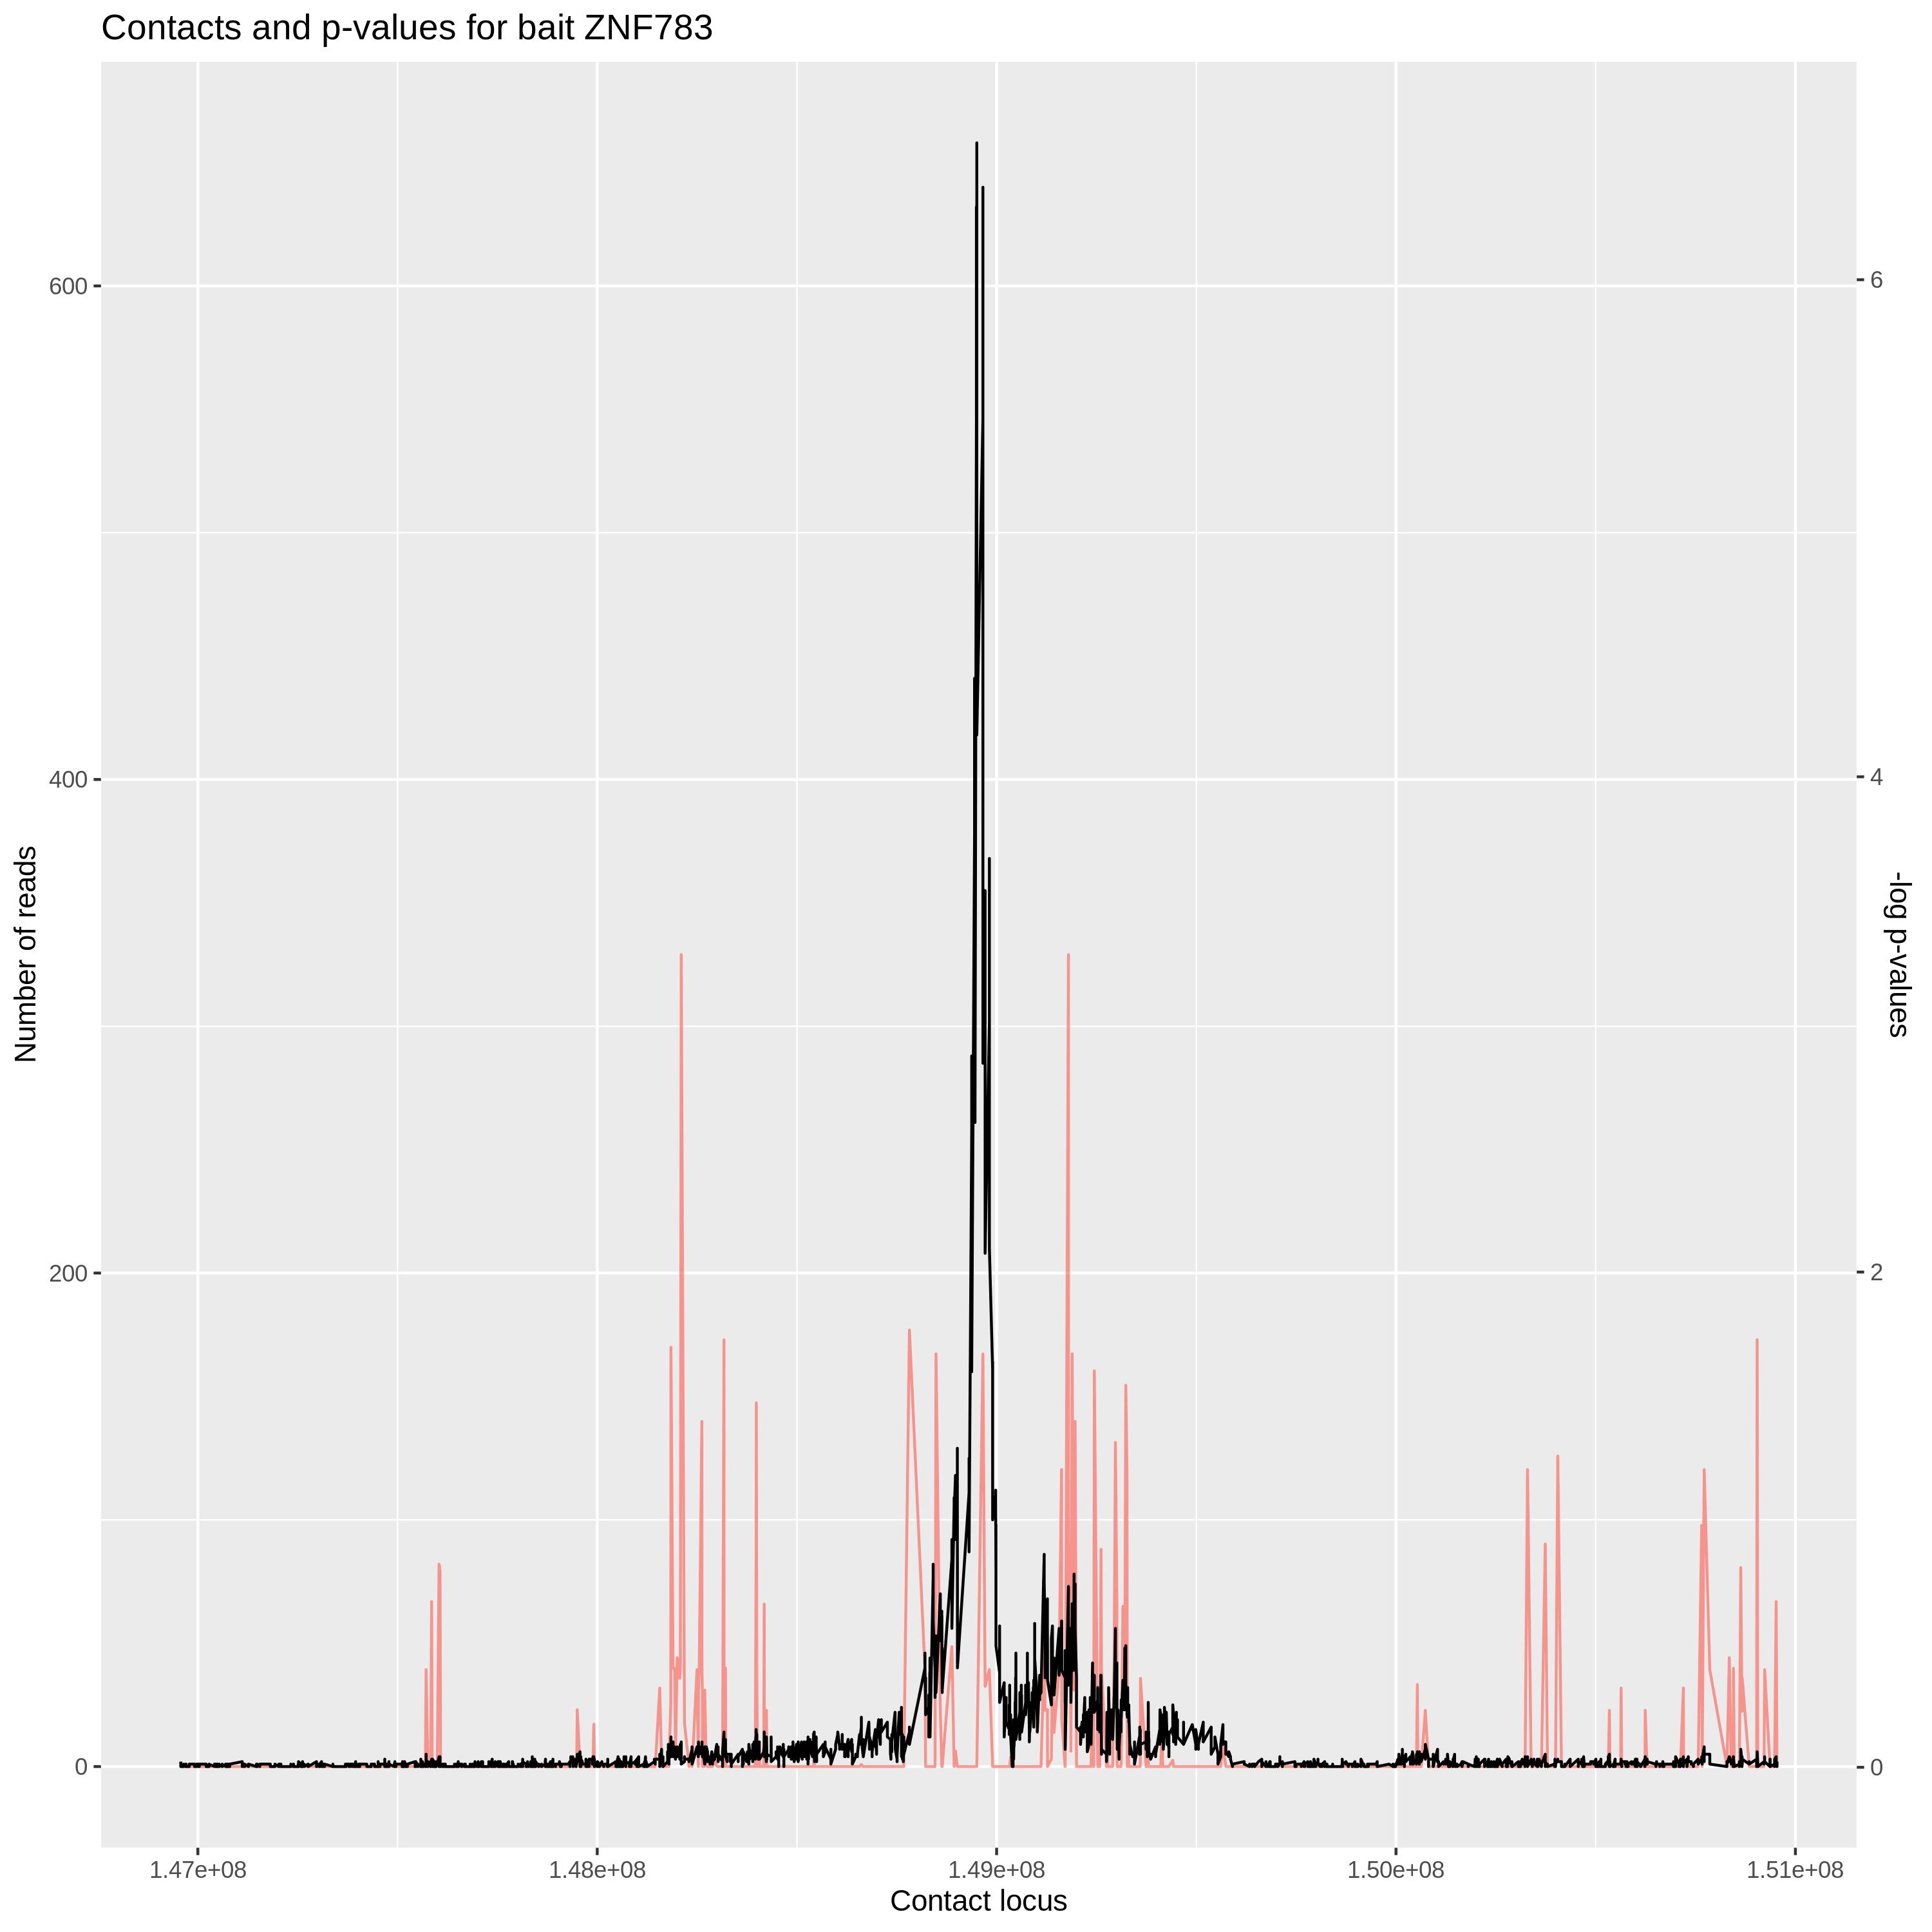 Contacts and p-values for bait ZNF783
600
400
200
0
Number of reads
6
4
2
0
-log p-values
1.47e+08
1.48e+08
1.49e+08
1.50e+08
1.51e+08
Contact locus